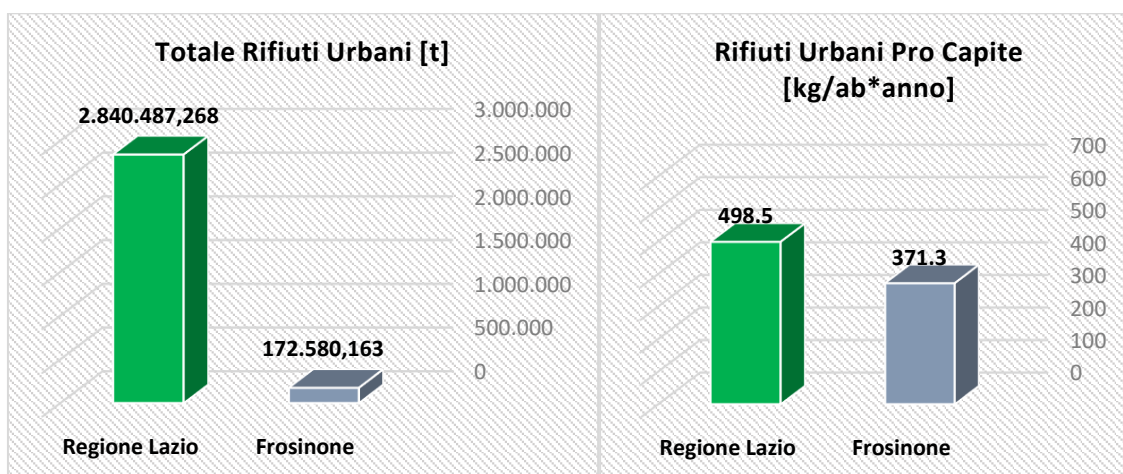 Totale Rifiuti Urbani [t]
2.840.487,268
172.580,163
3.000.000
2.500.000
2.000.000
1.500.000
1.000.000
500.000
0
Regione Lazio
Frosinone
Rifiuti Urbani Pro Capite
[kg/ab*anno]
498.5
371.3
700
600
500
400
300
200
100
0
Regione Lazio
Frosinone